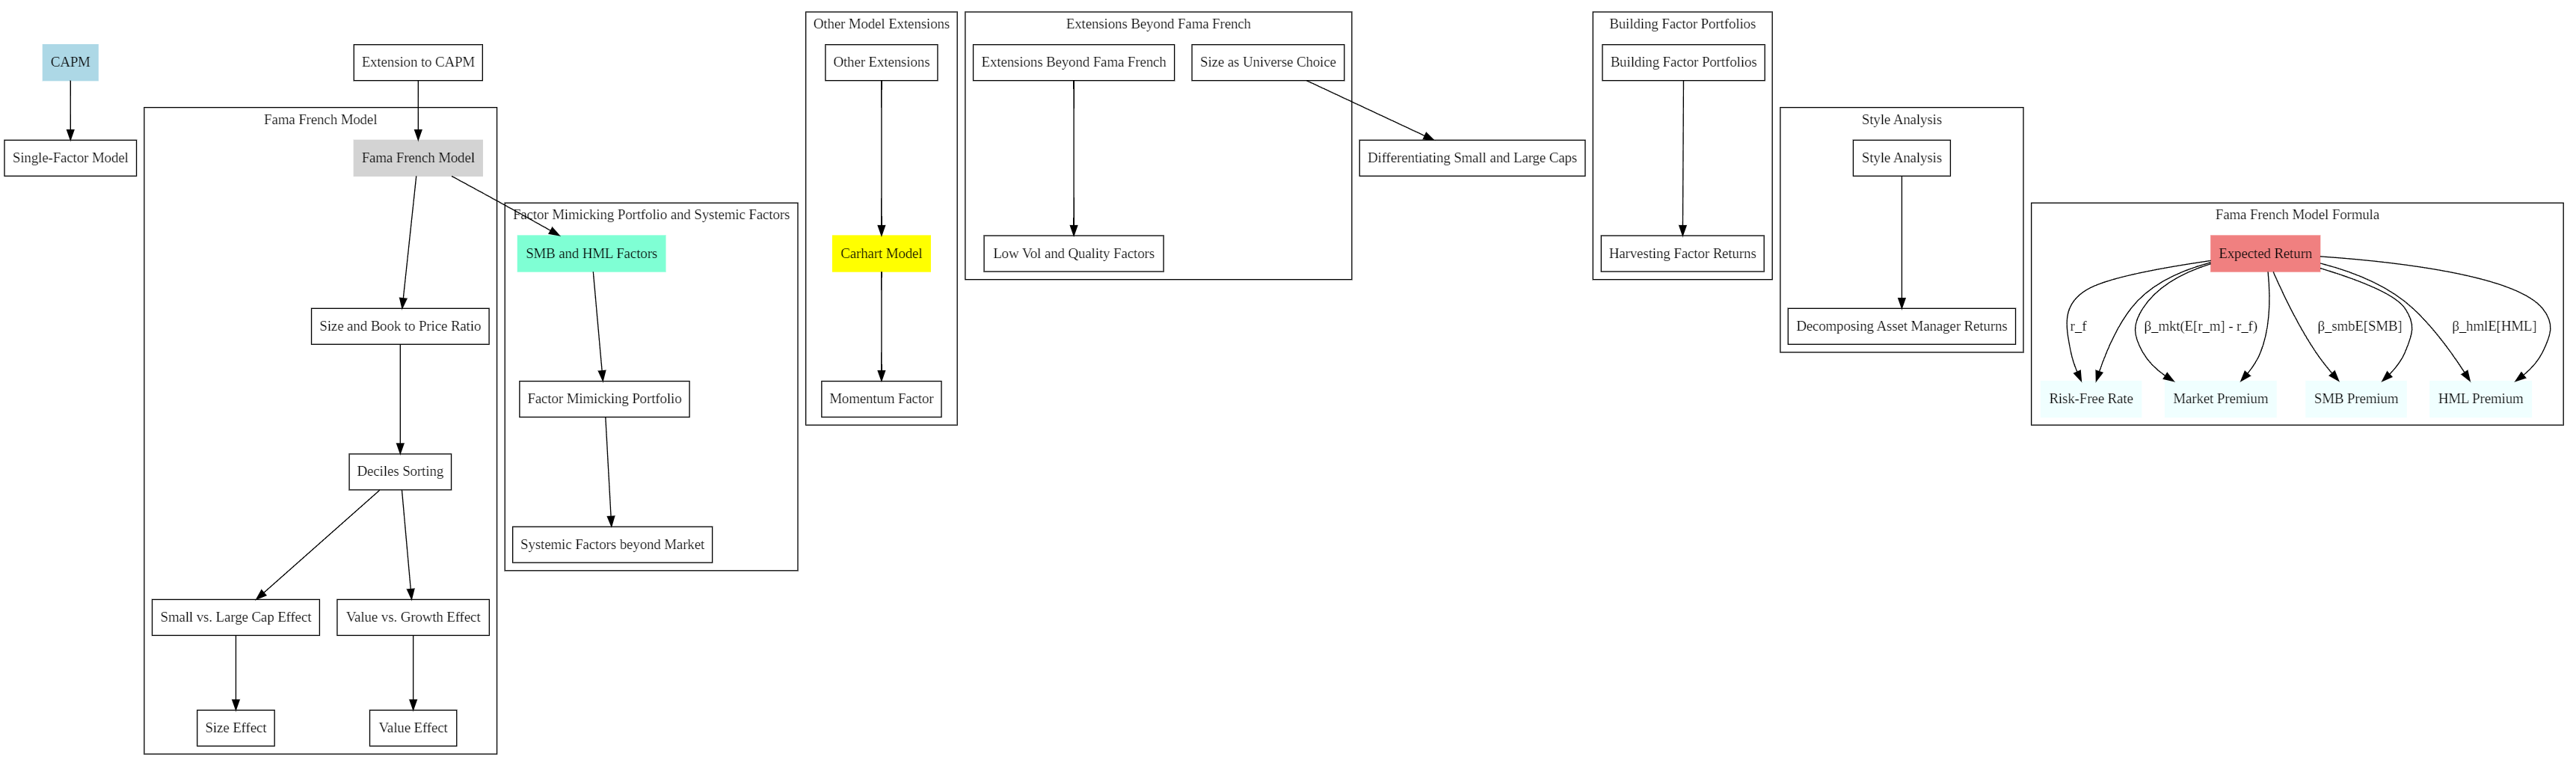 CAPM
Single-Factor Model
Extension to CAPM
Fama French Model
Fama French Model
Size and Book to Price Ratio
Deciles Sorting
Small vs. Large Cap Effect
Value vs. Growth Effect
Size Effect
Value Effect
Factor Mimicking Portfolio and Systemic Factors
SMB and HML Factors
Factor Mimicking Portfolio
Systemic Factors beyond Market
Other Model Extensions
Other Extensions
Carhart Model
Momentum Factor
Extensions Beyond Fama French
Extensions Beyond Fama French
Size as Universe Choice
Low Vol and Quality Factors
Differentiating Small and Large Caps
Building Factor Portfolios
Building Factor Portfolios
Harvesting Factor Returns
Style Analysis
Style Analysis
Decomposing Asset Manager Returns
Fama French Model Formula
Expected Return
r_f
β_mkt(E[r_m] - r_f)
β_smbE[SMB]
β_hmlE[HML]
Risk-Free Rate
Market Premium
SMB Premium
HML Premium